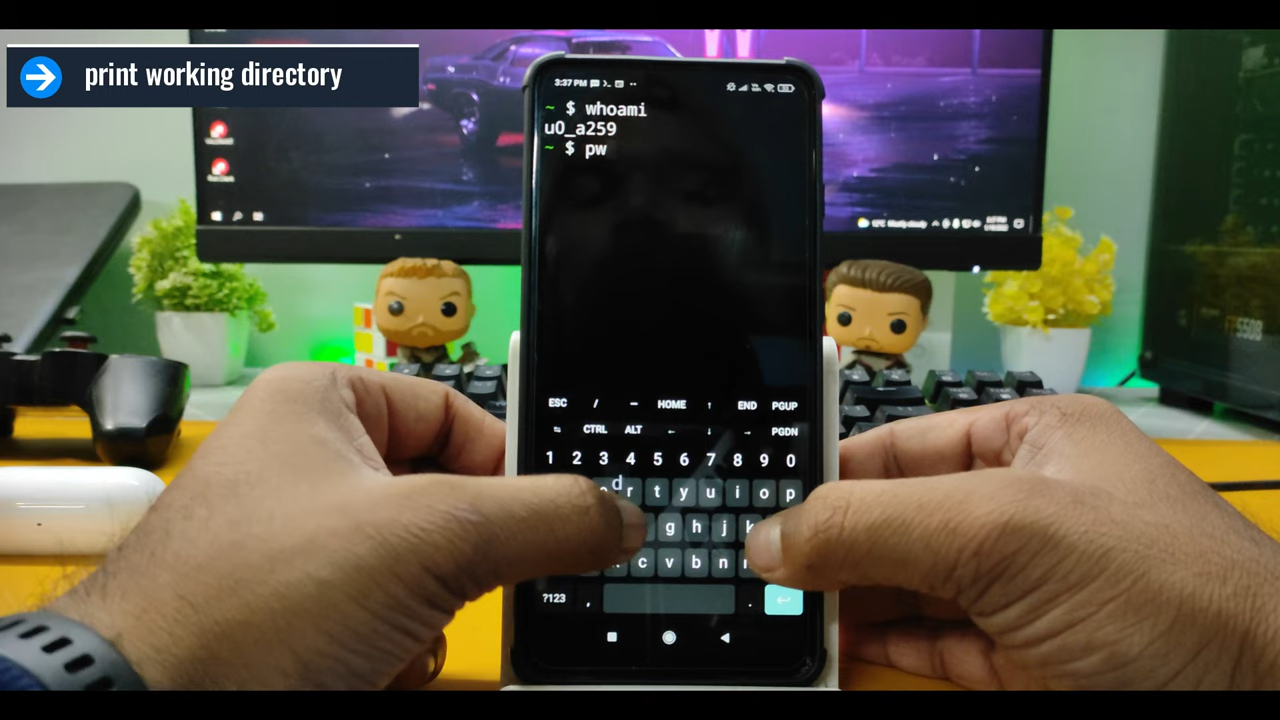 print working directory
3:37 PM
~ $ whoami
u0_a259
~ $ pw
ESC / — HOME ↑ END PGUP
CTRL ALT ← ↓ → PGDN
1 2 3 4 5 6 7 8 9 0
d
r t y u i o p
g h j k
c v b n
?123 , .